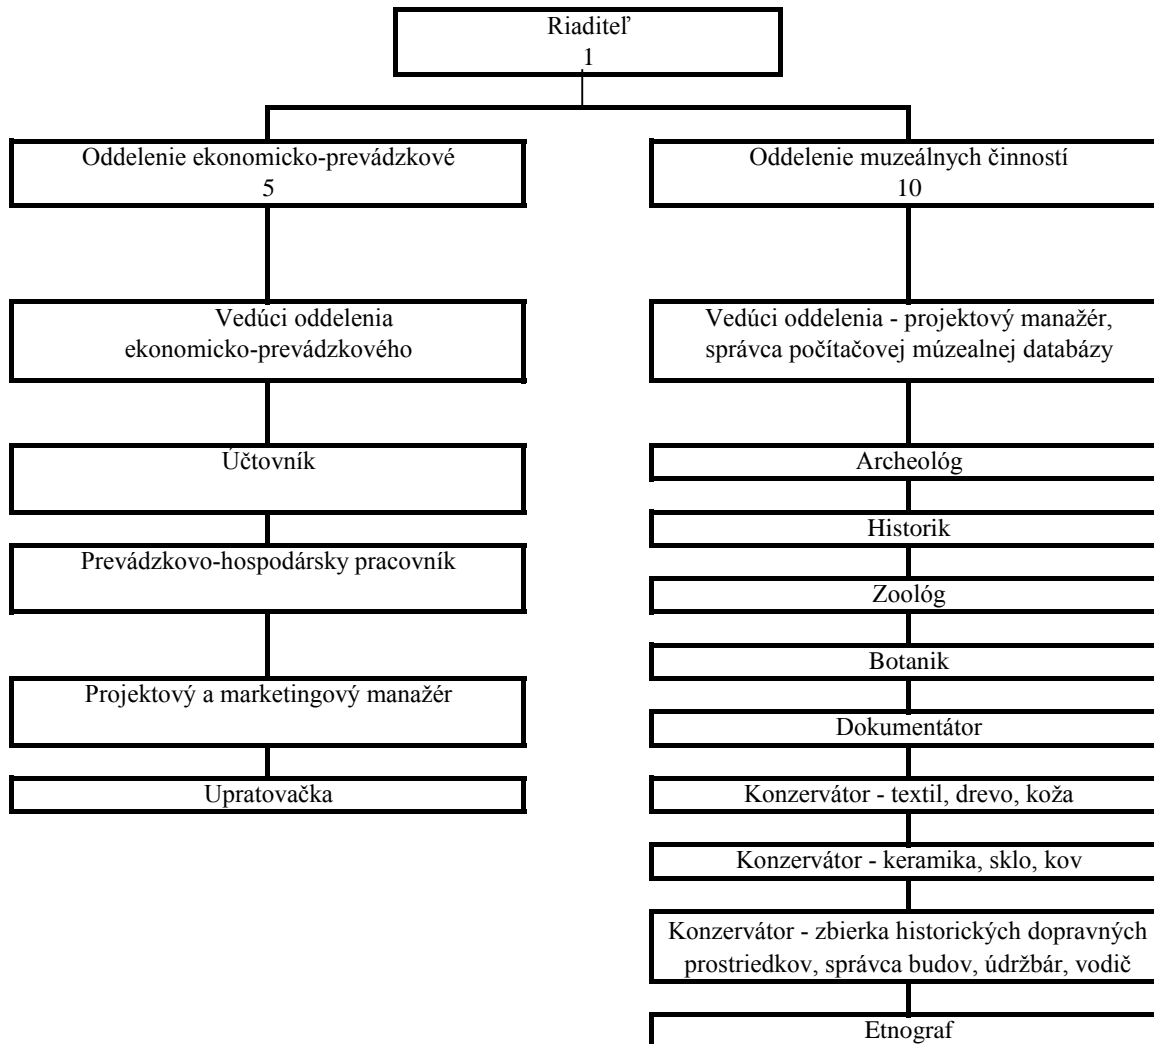 Riaditeľ
1
Oddelenie ekonomicko-prevádzkové
5
Vedúci oddelenia
ekonomicko-prevádzkového
Účtovník
Prevádzkovo-hospodársky pracovník
Projektový a marketingový manažér
Upratovačka
Oddelenie muzeálnych činností
10
Vedúci oddelenia - projektový manažér,
správca počítačovej múzealnej databázy
Archeológ
Historik
Zoológ
Botanik
Dokumentátor
Konzervátor - textil, drevo, koža
Konzervátor - keramika, sklo, kov
Konzervátor - zbierka historických dopravných
prostriedkov, správca budov, údržbár, vodič
Etnograf